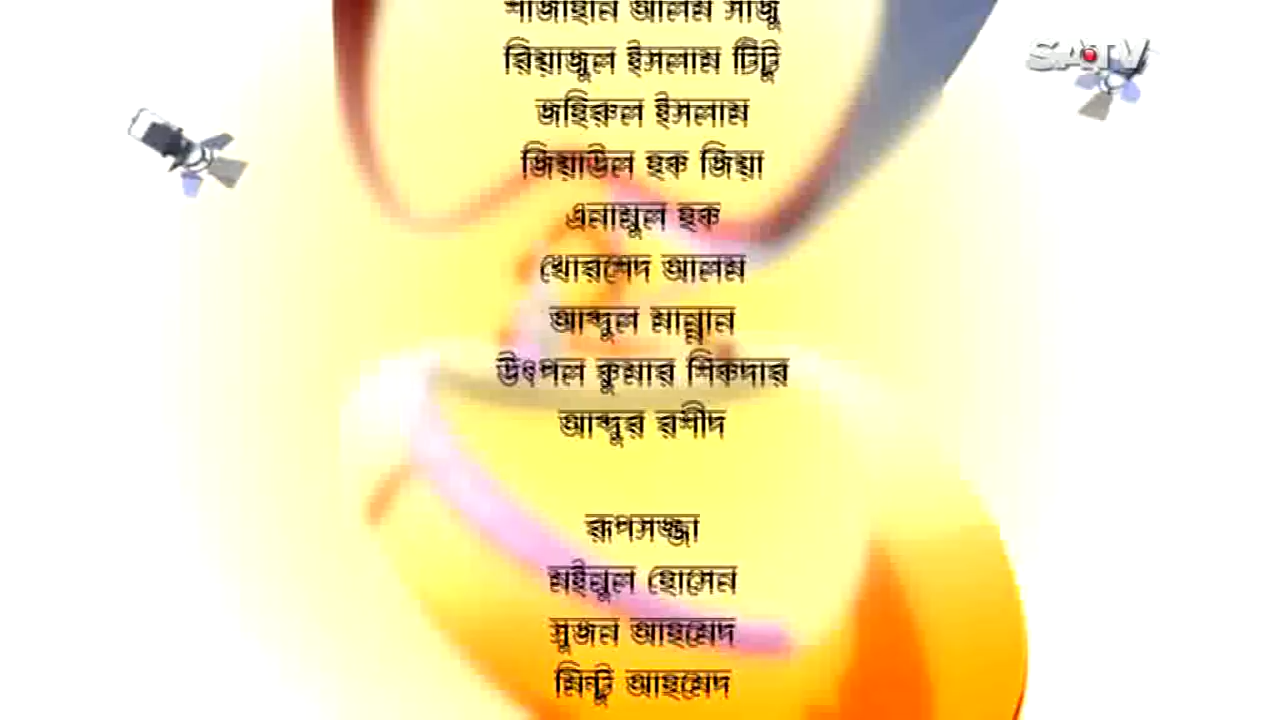 শাজাহান আলম সাজু
SATV
রিয়াজুল ইসলাম টিটু
জহিরুল ইসলাম
জিয়াউল হক জিয়া
এনামুল হক
খোরশেদ আলম
আব্দুল মান্নান
উৎপল কুমার শিকদার
আব্দুর রশীদ
রূপসজ্জা
মইনুল হোসেন
সুজন আহমেদ
মিন্টু আহমেদ